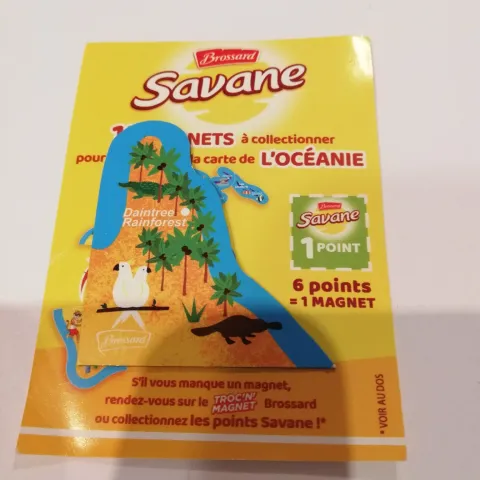 Brossard
Savane
NETS à collectionner
pour la carte de L'OCÉANIE
Daintree
Rainforest
Brossard
Savane
1 POINT
6 points
= 1 MAGNET
Brossard
S'il vous manque un magnet,
rendez-vous sur le TROC'N' MAGNET Brossard
ou collectionnez les points Savane !*
* VOIR AU DOS